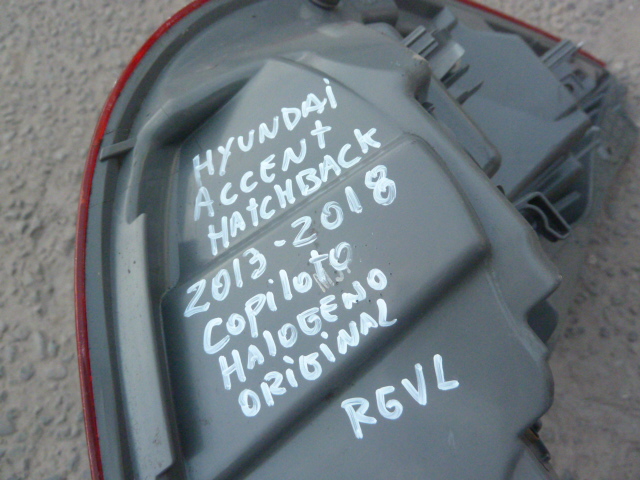 HYUNDAI
ACCENt
HAtCHBACK
2013-2018
COPiLOtO
HALOGENO
ORiGiNAL
RGVL